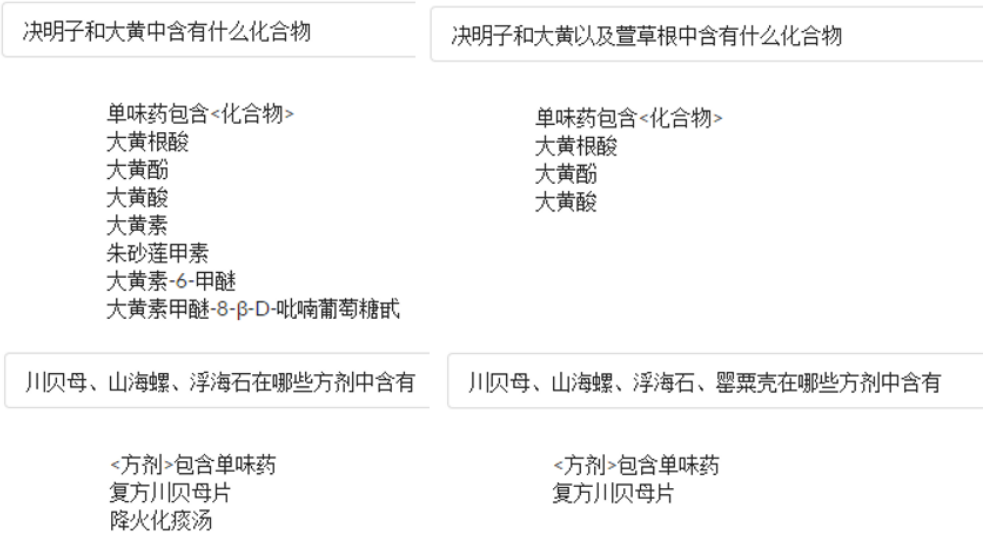 决明子和大黄中含有什么化合物
单味药包含<化合物>
大黄根酸
大黄酚
大黄酸
大黄素
朱砂莲甲素
大黄素-6-甲醚
大黄素甲醚-8-β-D-吡喃葡萄糖甙
决明子和大黄以及萱草根中含有什么化合物
单味药包含<化合物>
大黄根酸
大黄酚
大黄酸
川贝母、山海螺、浮海石在哪些方剂中含有
<方剂>包含单味药
复方川贝母片
降火化痰汤
川贝母、山海螺、浮海石、罂粟壳在哪些方剂中含有
<方剂>包含单味药
复方川贝母片